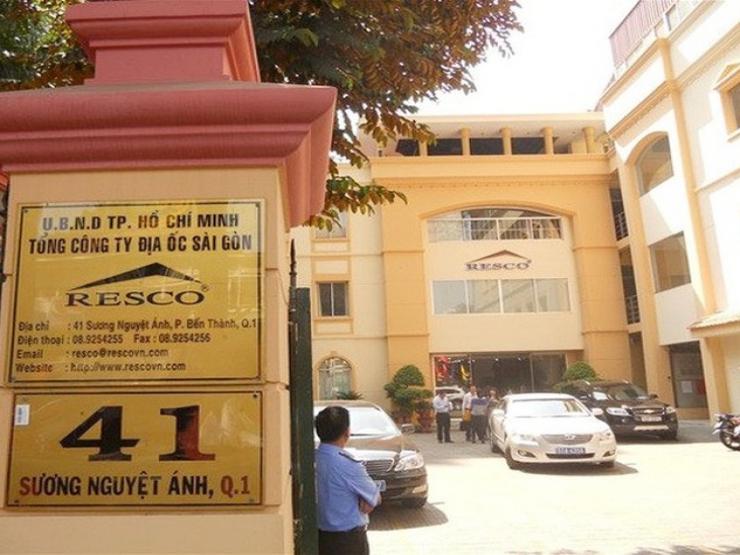 U.B.N.D TP. HỒ CHÍ MINH
TỔNG CÔNG TY ĐỊA ỐC SÀI GÒN
RESCO®
Địa chỉ : 41 Sương Nguyệt Ánh, P. Bến Thành, Q.1
Điện thoại : 08.9254255 Fax : 08.9254256
Email : resco@rescovn.com
Website : http://www.rescovn.com
41
SƯƠNG NGUYỆT ÁNH, Q.1
RESCO